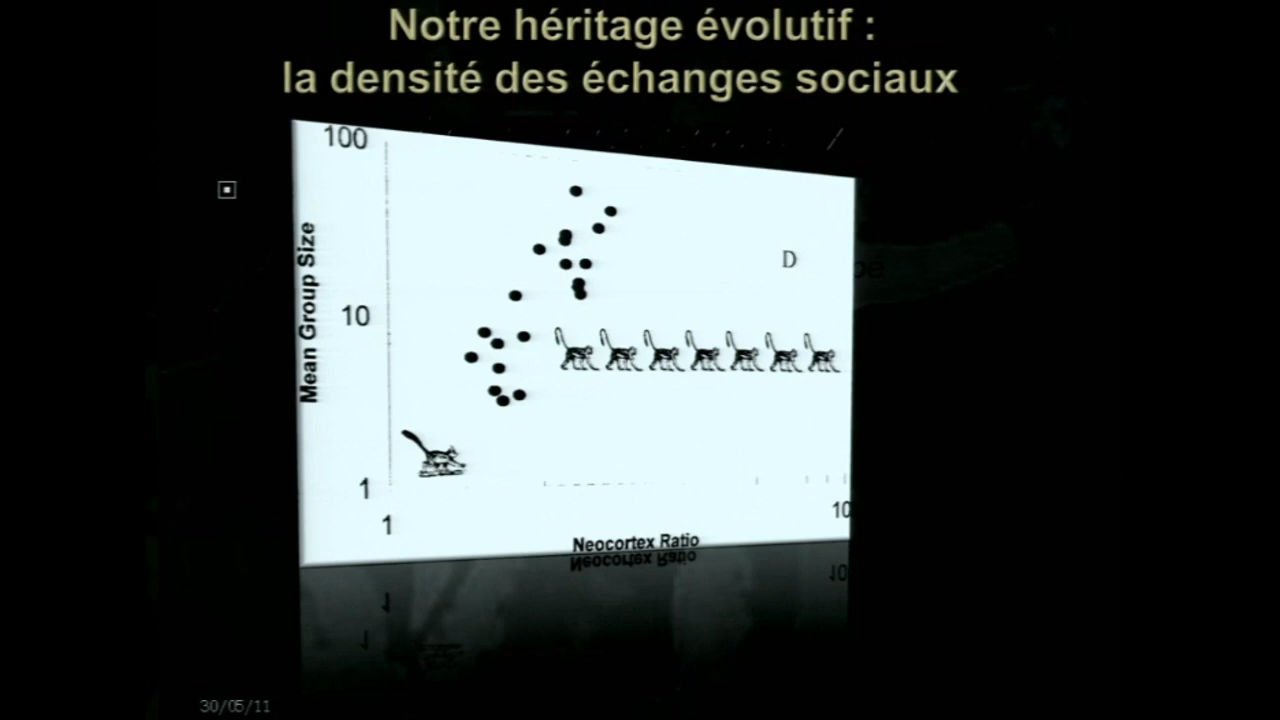 Notre héritage évolutif :
la densité des échanges sociaux
100
Mean Group Size
D
10
1
1
10
Neocortex Ratio
30/05/11